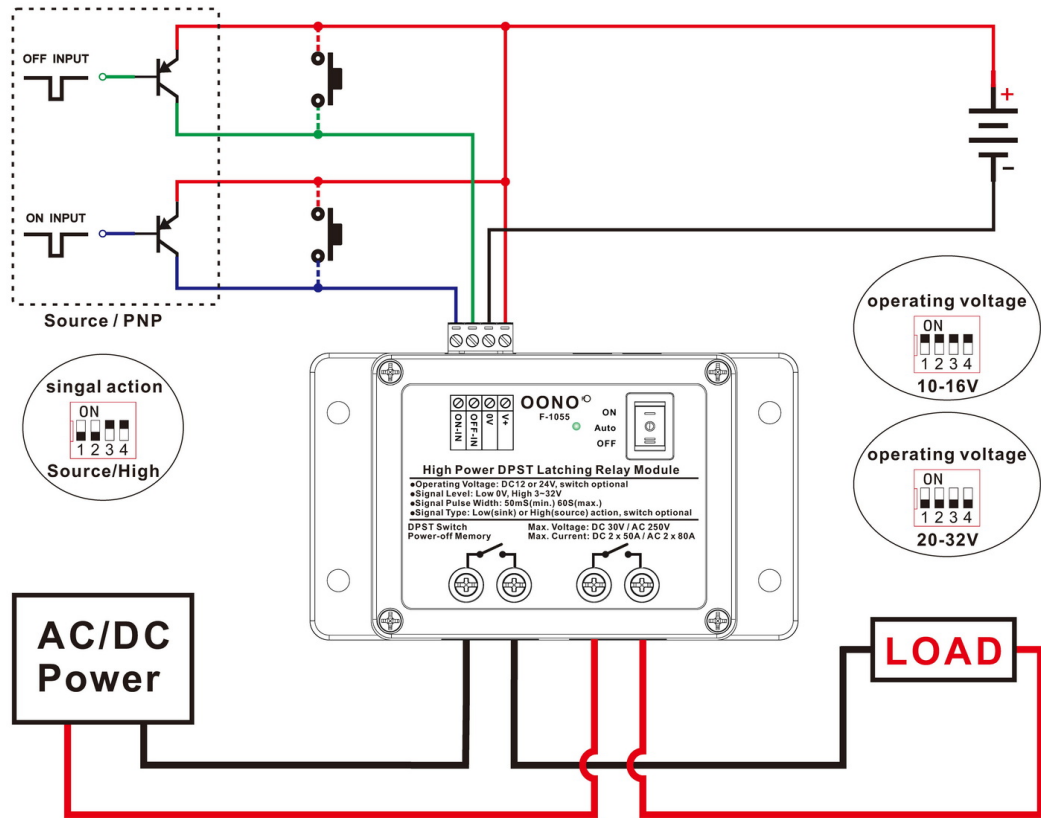 OFF INPUT
ON INPUT
Source / PNP
+
-
singal action
ON
1 2 3 4
Source/High
operating voltage
ON
1 2 3 4
10-16V
operating voltage
ON
1 2 3 4
20-32V
ON-IN
OFF-IN
0V
V+
OONO
F-1055
ON
Auto
OFF
High Power DPST Latching Relay Module
●Operating Voltage: DC12 or 24V, switch optional
●Signal Level: Low 0V, High 3~32V
●Signal Pulse Width: 50mS(min.) 60S(max.)
●Signal Type: Low(sink) or High(source) action, switch optional
DPST Switch Max. Voltage: DC 30V / AC 250V
Power-off Memory Max. Current: DC 2 x 50A / AC 2 x 80A
AC/DC
Power
LOAD